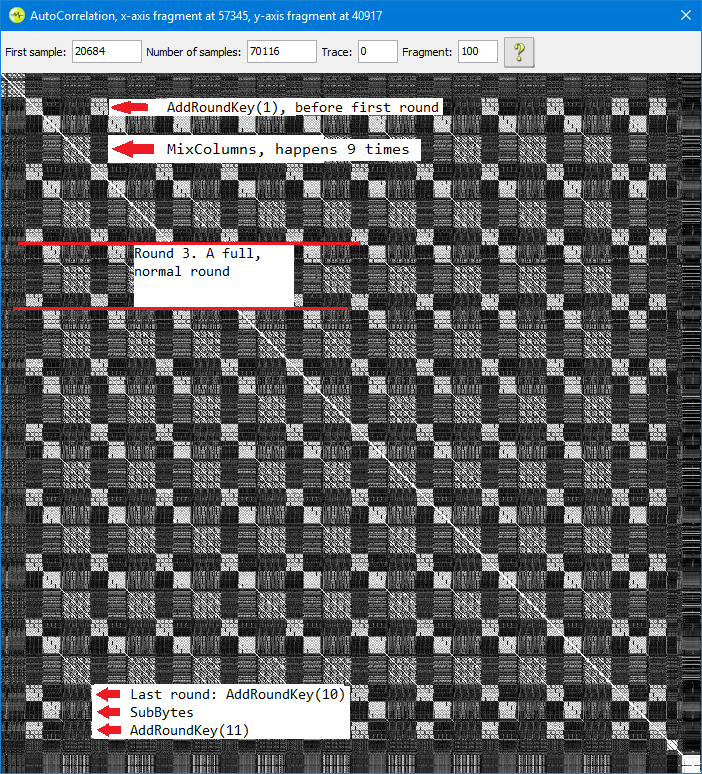 AutoCorrelation, x-axis fragment at 57345, y-axis fragment at 40917
First sample: 20684 Number of samples: 70116 Trace: 0 Fragment: 100 ?
AddRoundKey(1), before first round
MixColumns, happens 9 times
Round 3. A full,
normal round
Last round: AddRoundKey(10)
SubBytes
AddRoundKey(11)